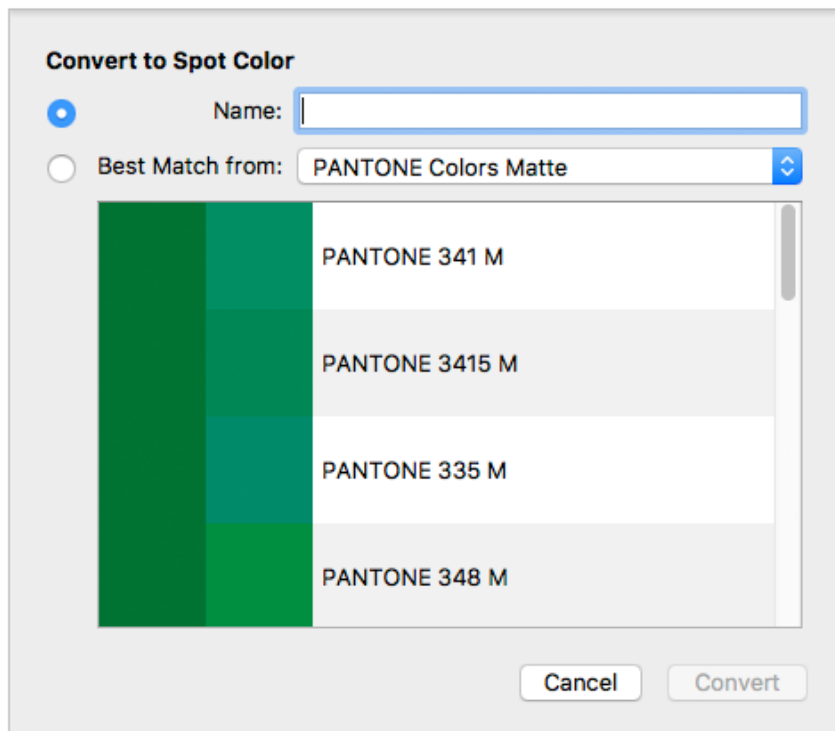 Convert to Spot Color
Name:
Best Match from: PANTONE Colors Matte
PANTONE 341 M
PANTONE 3415 M
PANTONE 335 M
PANTONE 348 M
Cancel Convert